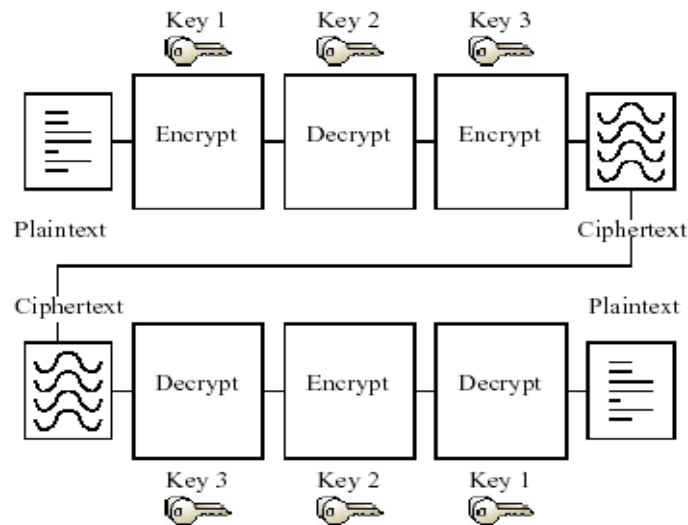 Key 1 Key 2 Key 3
Encrypt Decrypt Encrypt
Plaintext Ciphertext
Ciphertext Plaintext
Decrypt Encrypt Decrypt
Key 3 Key 2 Key 1